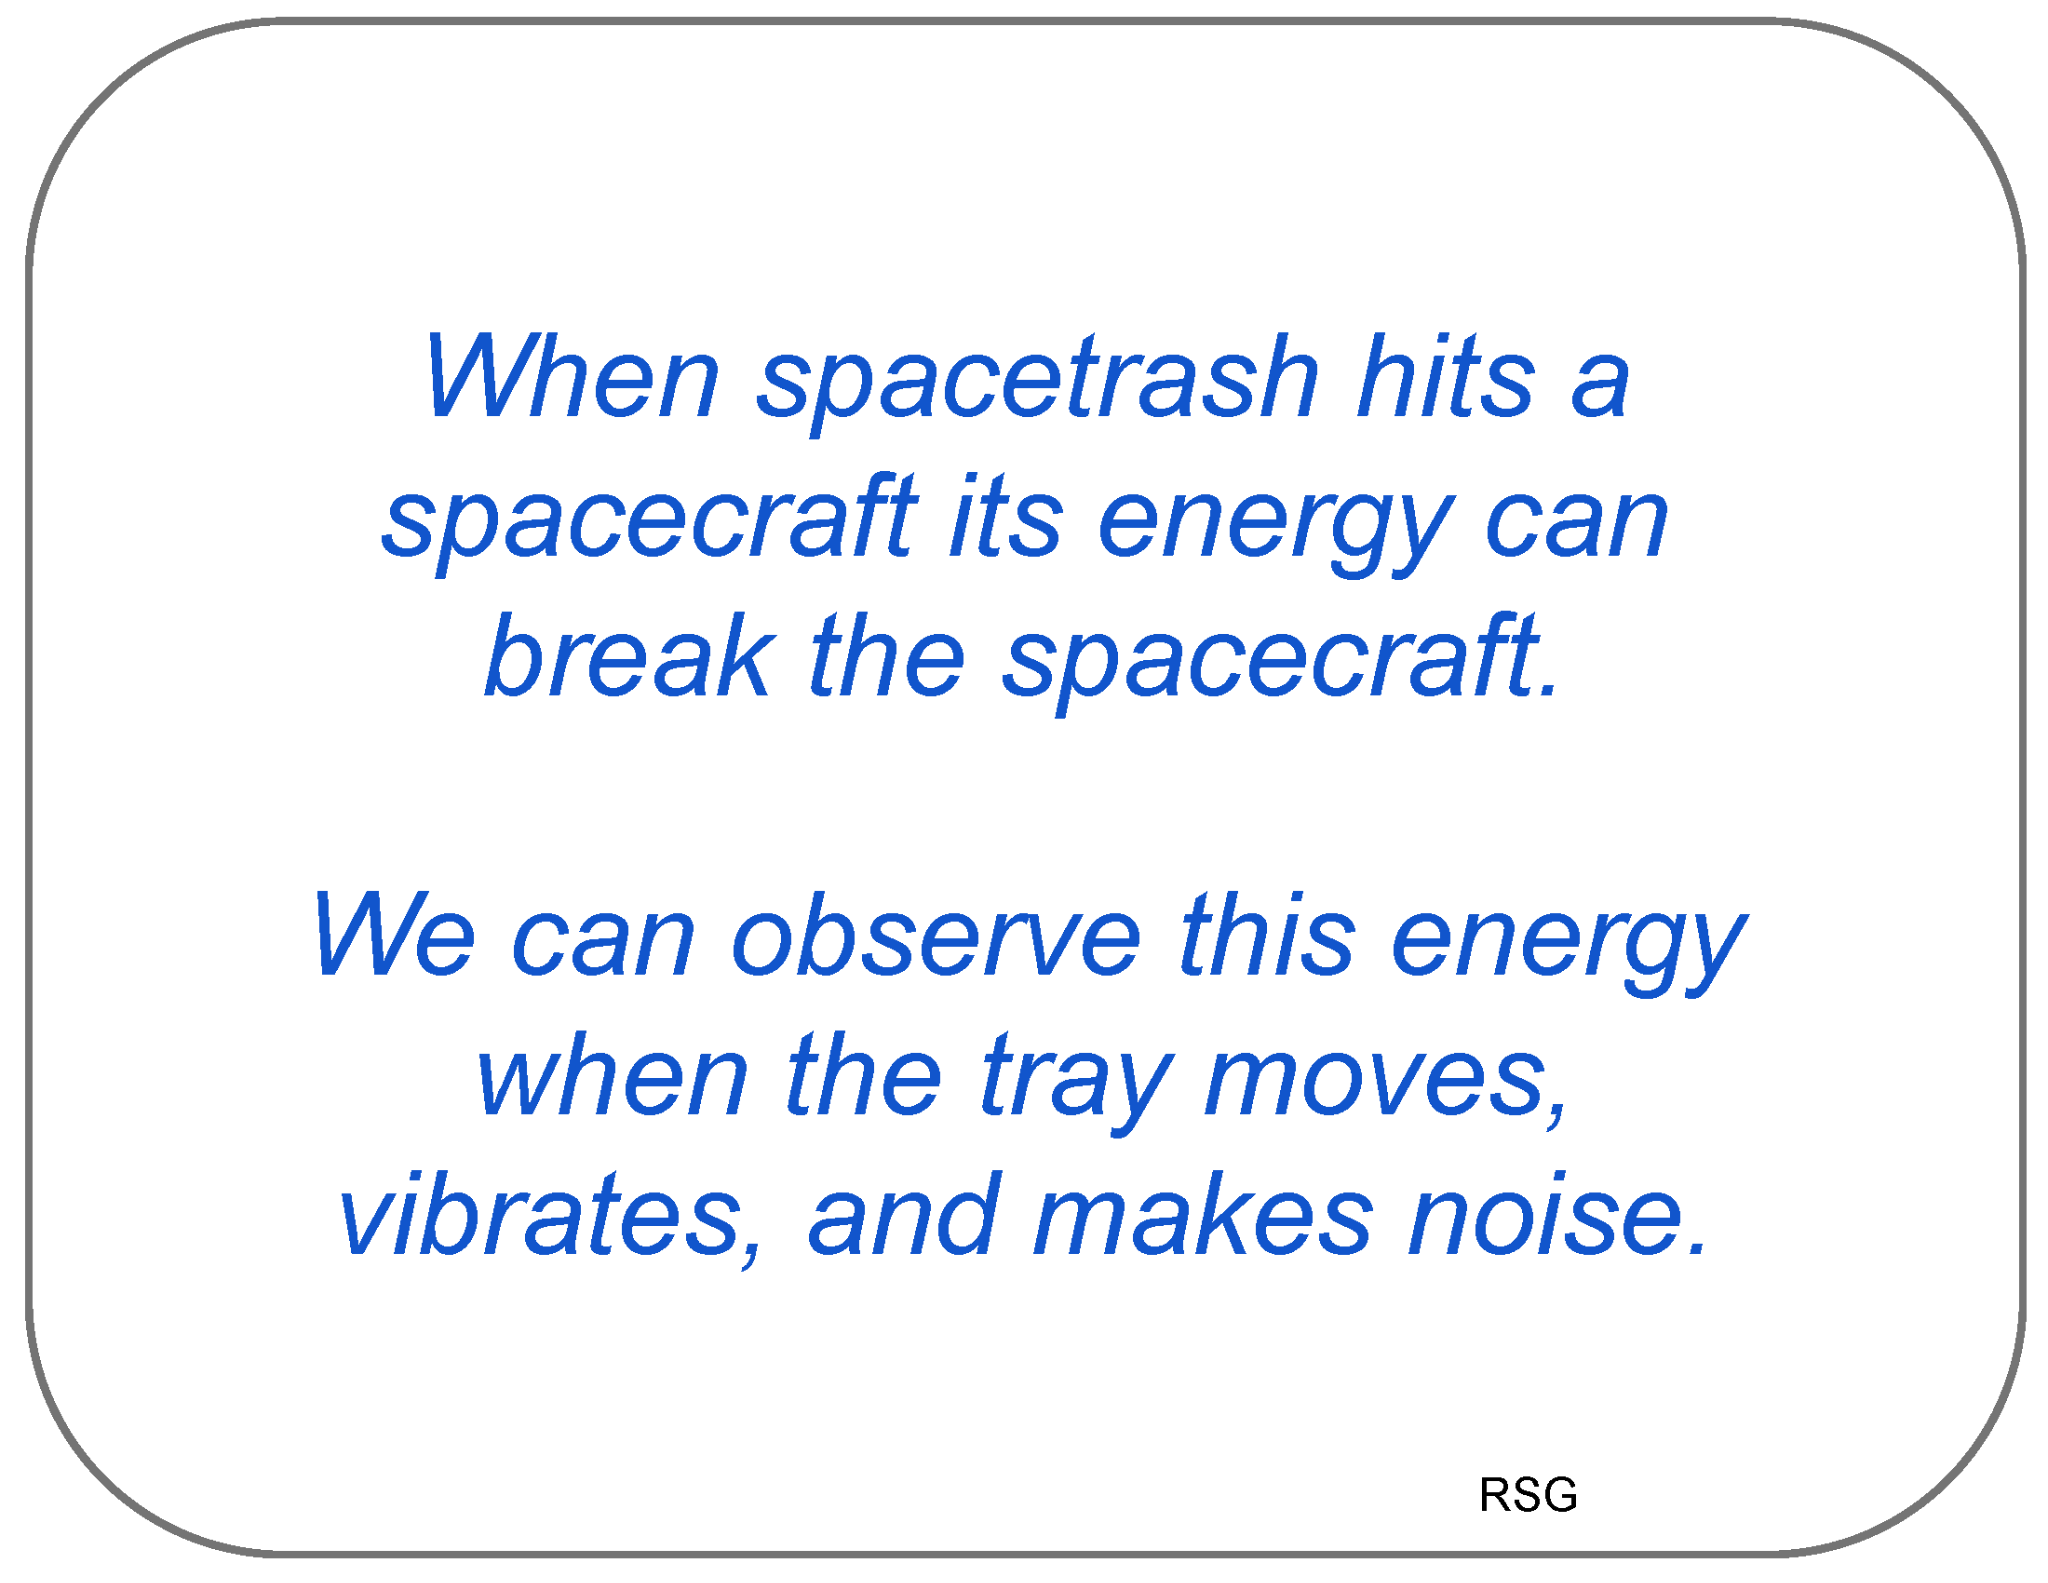 When spacetrash hits a
spacecraft its energy can
break the spacecraft.
We can observe this energy
when the tray moves,
vibrates, and makes noise.
RSG